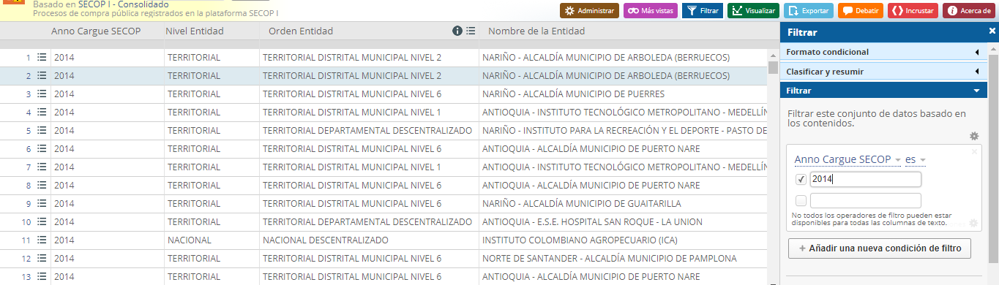 Basado en SECOP I - Consolidado
Procesos de compra pública registrados en la plataforma SECOP I
Administrar Más vistas Filtrar Visualizar Exportar Debatir Incrustar Acerca de
Anno Cargue SECOP Nivel Entidad Orden Entidad Nombre de la Entidad
1 2014 TERRITORIAL TERRITORIAL DISTRITAL MUNICIPAL NIVEL 2 NARIÑO - ALCALDÍA MUNICIPIO DE ARBOLEDA (BERRUECOS)
2 2014 TERRITORIAL TERRITORIAL DISTRITAL MUNICIPAL NIVEL 2 NARIÑO - ALCALDÍA MUNICIPIO DE ARBOLEDA (BERRUECOS)
3 2014 TERRITORIAL TERRITORIAL DISTRITAL MUNICIPAL NIVEL 6 NARIÑO - ALCALDÍA MUNICIPIO DE PUERRES
4 2014 TERRITORIAL TERRITORIAL DISTRITAL MUNICIPAL NIVEL 1 ANTIOQUIA - INSTITUTO TECNOLÓGICO METROPOLITANO - MEDELLÍN
5 2014 TERRITORIAL TERRITORIAL DEPARTAMENTAL DESCENTRALIZADO NARIÑO - INSTITUTO PARA LA RECREACIÓN Y EL DEPORTE - PASTO DE
6 2014 TERRITORIAL TERRITORIAL DISTRITAL MUNICIPAL NIVEL 6 ANTIOQUIA - ALCALDÍA MUNICIPIO DE PUERTO NARE
7 2014 TERRITORIAL TERRITORIAL DISTRITAL MUNICIPAL NIVEL 1 ANTIOQUIA - INSTITUTO TECNOLÓGICO METROPOLITANO - MEDELLÍN
8 2014 TERRITORIAL TERRITORIAL DISTRITAL MUNICIPAL NIVEL 6 ANTIOQUIA - ALCALDÍA MUNICIPIO DE PUERTO NARE
9 2014 TERRITORIAL TERRITORIAL DISTRITAL MUNICIPAL NIVEL 6 NARIÑO - ALCALDÍA MUNICIPIO DE GUAITARILLA
10 2014 TERRITORIAL TERRITORIAL DEPARTAMENTAL DESCENTRALIZADO ANTIOQUIA - E.S.E. HOSPITAL SAN ROQUE - LA UNION
11 2014 NACIONAL NACIONAL DESCENTRALIZADO INSTITUTO COLOMBIANO AGROPECUARIO (ICA)
12 2014 TERRITORIAL TERRITORIAL DISTRITAL MUNICIPAL NIVEL 6 NORTE DE SANTANDER - ALCALDÍA MUNICIPIO DE PAMPLONA
13 2014 TERRITORIAL TERRITORIAL DISTRITAL MUNICIPAL NIVEL 6 ANTIOQUIA - ALCALDÍA MUNICIPIO DE PUERTO NARE
Filtrar
Formato condicional
Clasificar y resumir
Filtrar
Filtrar este conjunto de datos basado en
los contenidos.
Anno Cargue SECOP es
2014
No todos los operadores de filtro pueden estar
disponibles para todas las columnas de texto.
+ Añadir una nueva condición de filtro